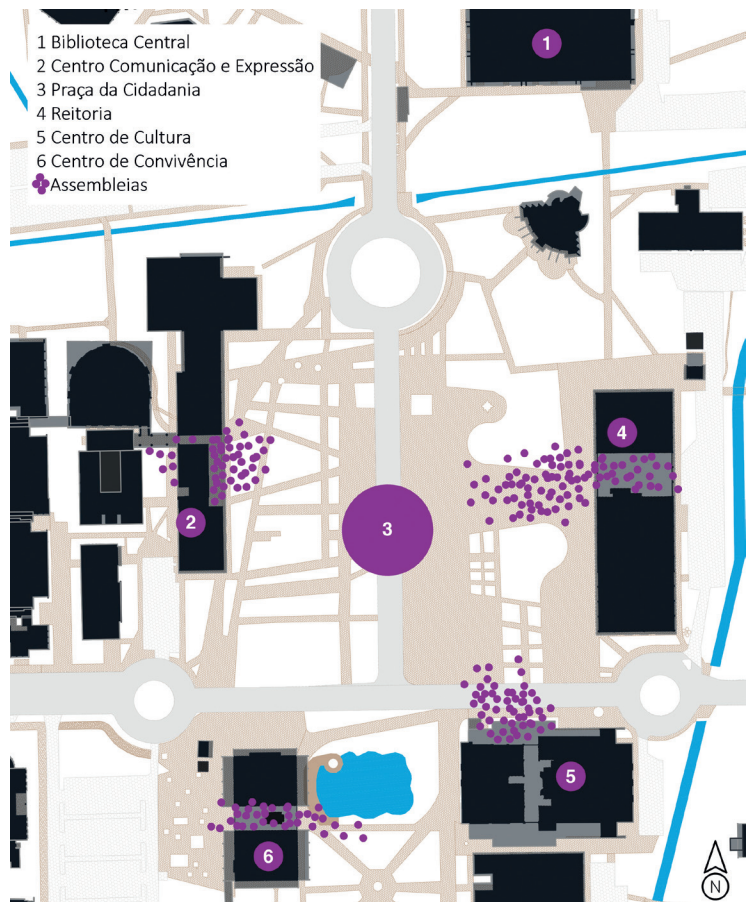 1 Biblioteca Central
2 Centro Comunicação e Expressão
3 Praça da Cidadania
4 Reitoria
5 Centro de Cultura
6 Centro de Convivência
Assembleias
1
4
3
2
5
6
N